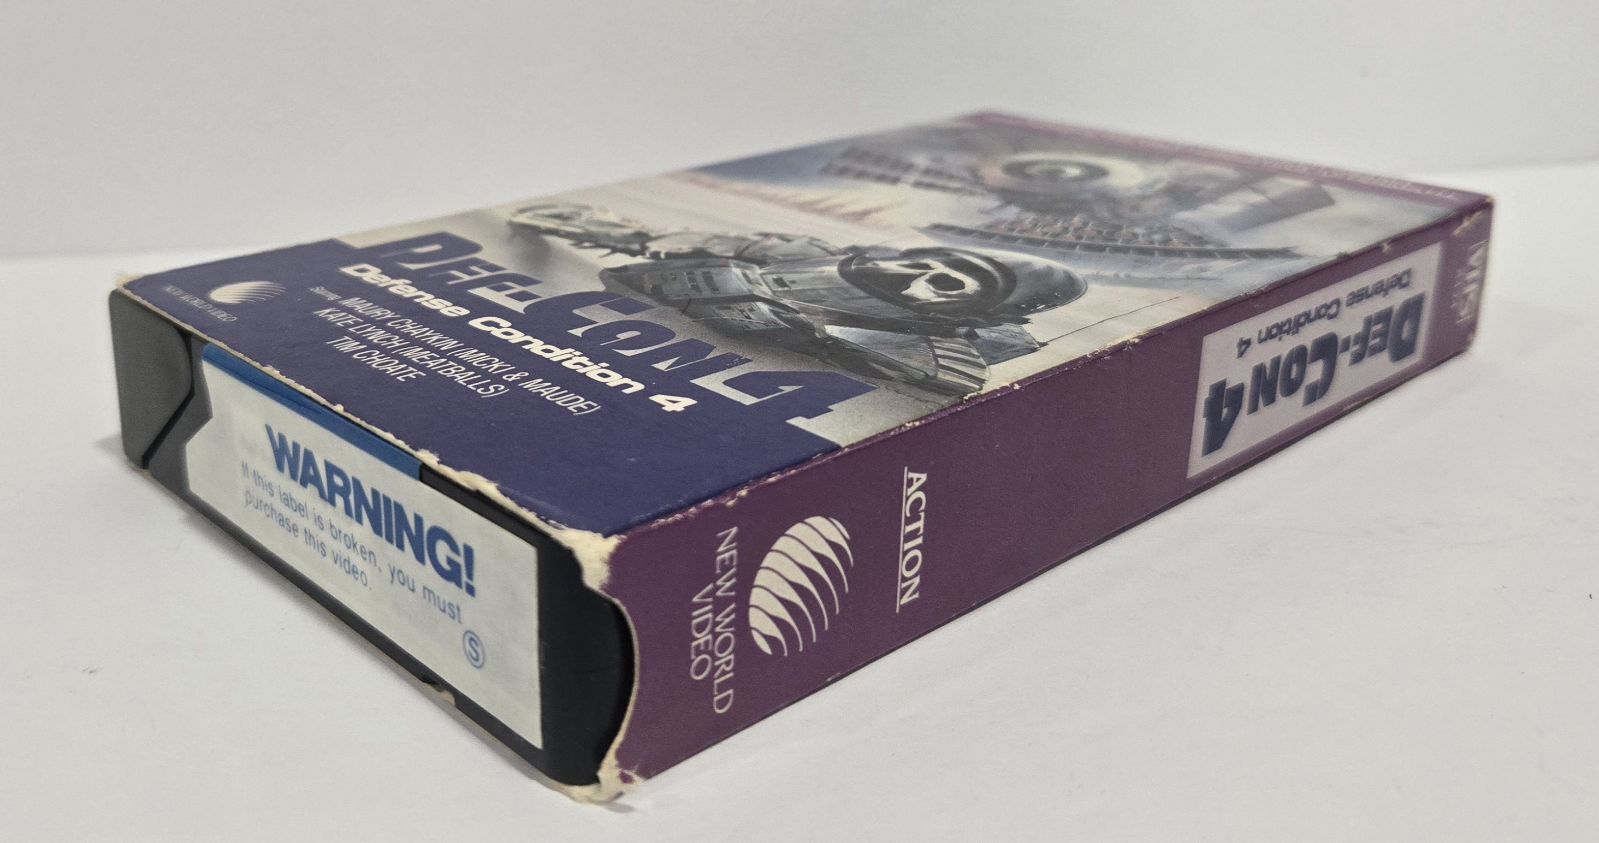 DEF-CON 4
Defense Condition 4
Starring MAURY CHAYKIN (MICKI & MAUDE)
KATE LYNCH (MEATBALLS)
TIM CHOATE
NEW WORLD VIDEO
WARNING!
If this label is broken, you must
purchase this video.
S
NEW WORLD
VIDEO
ACTION
DEF-CON 4
Defense Condition 4
VHS